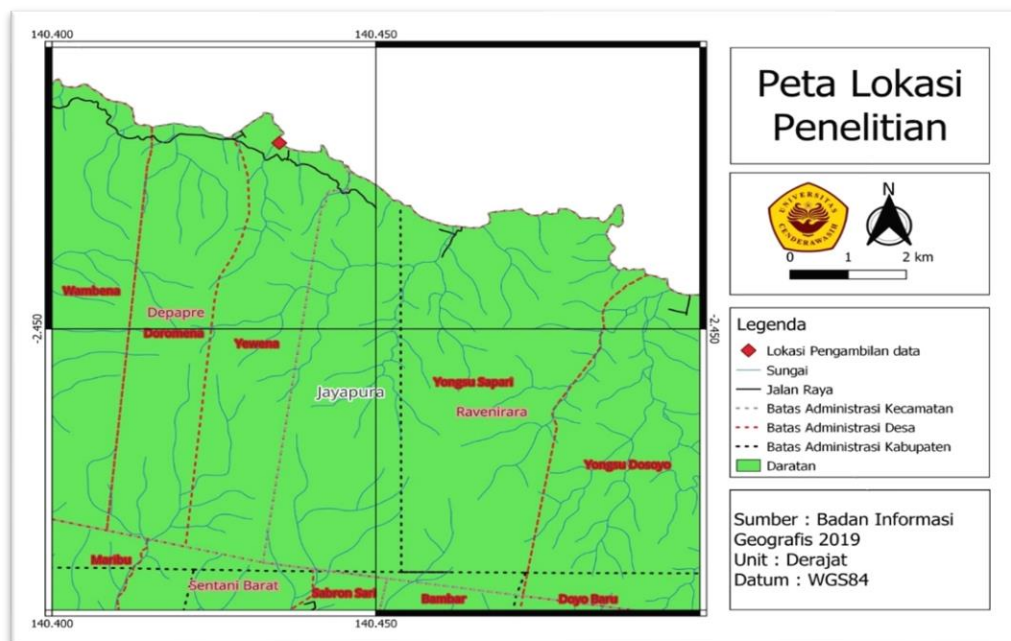 140.400
140.450
Peta Lokasi
Penelitian
UNIVERSITAS
CENDERAWASIH
N
0 1 2 km
Wambena
Depapre
Doromena
Yewena
-2.450
-2.450
Jayapura
Yongsu Sapari
Ravenirara
Yongsu Dosoyo
Maribu
Sentani Barat
Sabron Sari
Bambar
Doyo Baru
140.400
140.450
Legenda
Lokasi Pengambilan data
Sungai
Jalan Raya
Batas Administrasi Kecamatan
Batas Administrasi Desa
Batas Administrasi Kabupaten
Daratan
Sumber : Badan Informasi
Geografis 2019
Unit : Derajat
Datum : WGS84